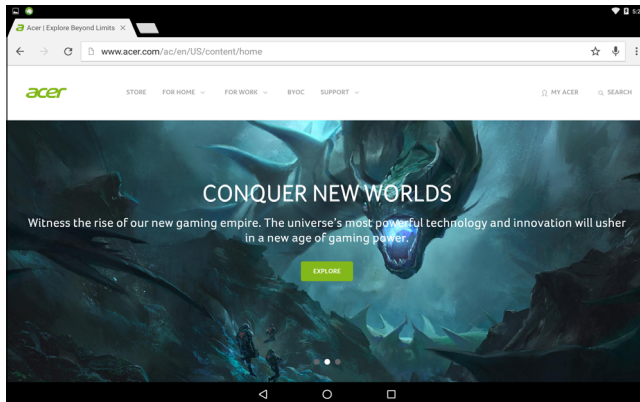 5:2
Acer | Explore Beyond Limits
www.acer.com/ac/en/US/content/home
acer
STORE FOR HOME FOR WORK BYOC SUPPORT MY ACER SEARCH
CONQUER NEW WORLDS
Witness the rise of our new gaming empire. The universe's most powerful technology and innovation will usher
in a new age of gaming power.
EXPLORE